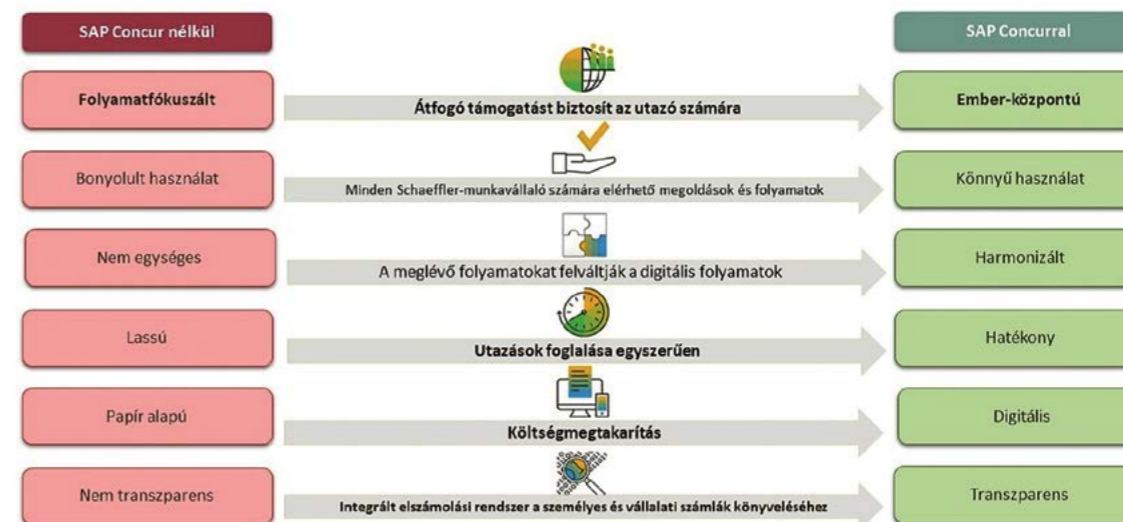 SAP Concur nélkül
SAP Concurral
Folyamatfókuszált
Átfogó támogatást biztosít az utazó számára
Ember-központú
Bonyolult használat
Minden Schaeffler-munkavállaló számára elérhető megoldások és folyamatok
Könnyű használat
Nem egységes
A meglévő folyamatokat felváltják a digitális folyamatok
Harmonizált
Lassú
Utazások foglalása egyszerűen
Hatékony
Papír alapú
Költségmegtakarítás
Digitális
Nem transzparens
Integrált elszámolási rendszer a személyes és vállalati számlák könyveléséhez
Transzparens